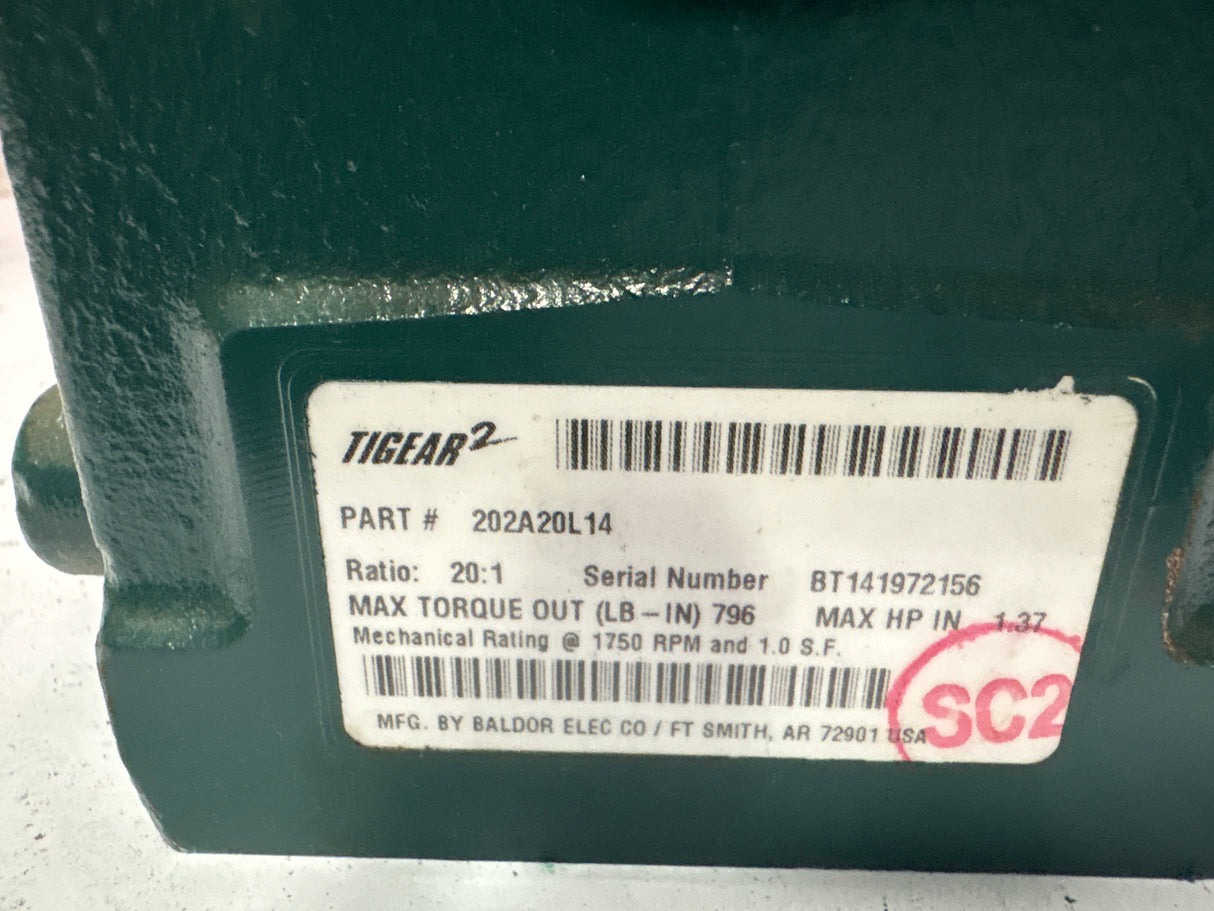 TIGEAR2
PART # 202A20L14
Ratio: 20:1 Serial Number BT141972156
MAX TORQUE OUT (LB-IN) 796 MAX HP IN 1.37
Mechanical Rating @ 1750 RPM and 1.0 S.F.
MFG. BY BALDOR ELEC CO / FT SMITH, AR 72901 USA
SC2